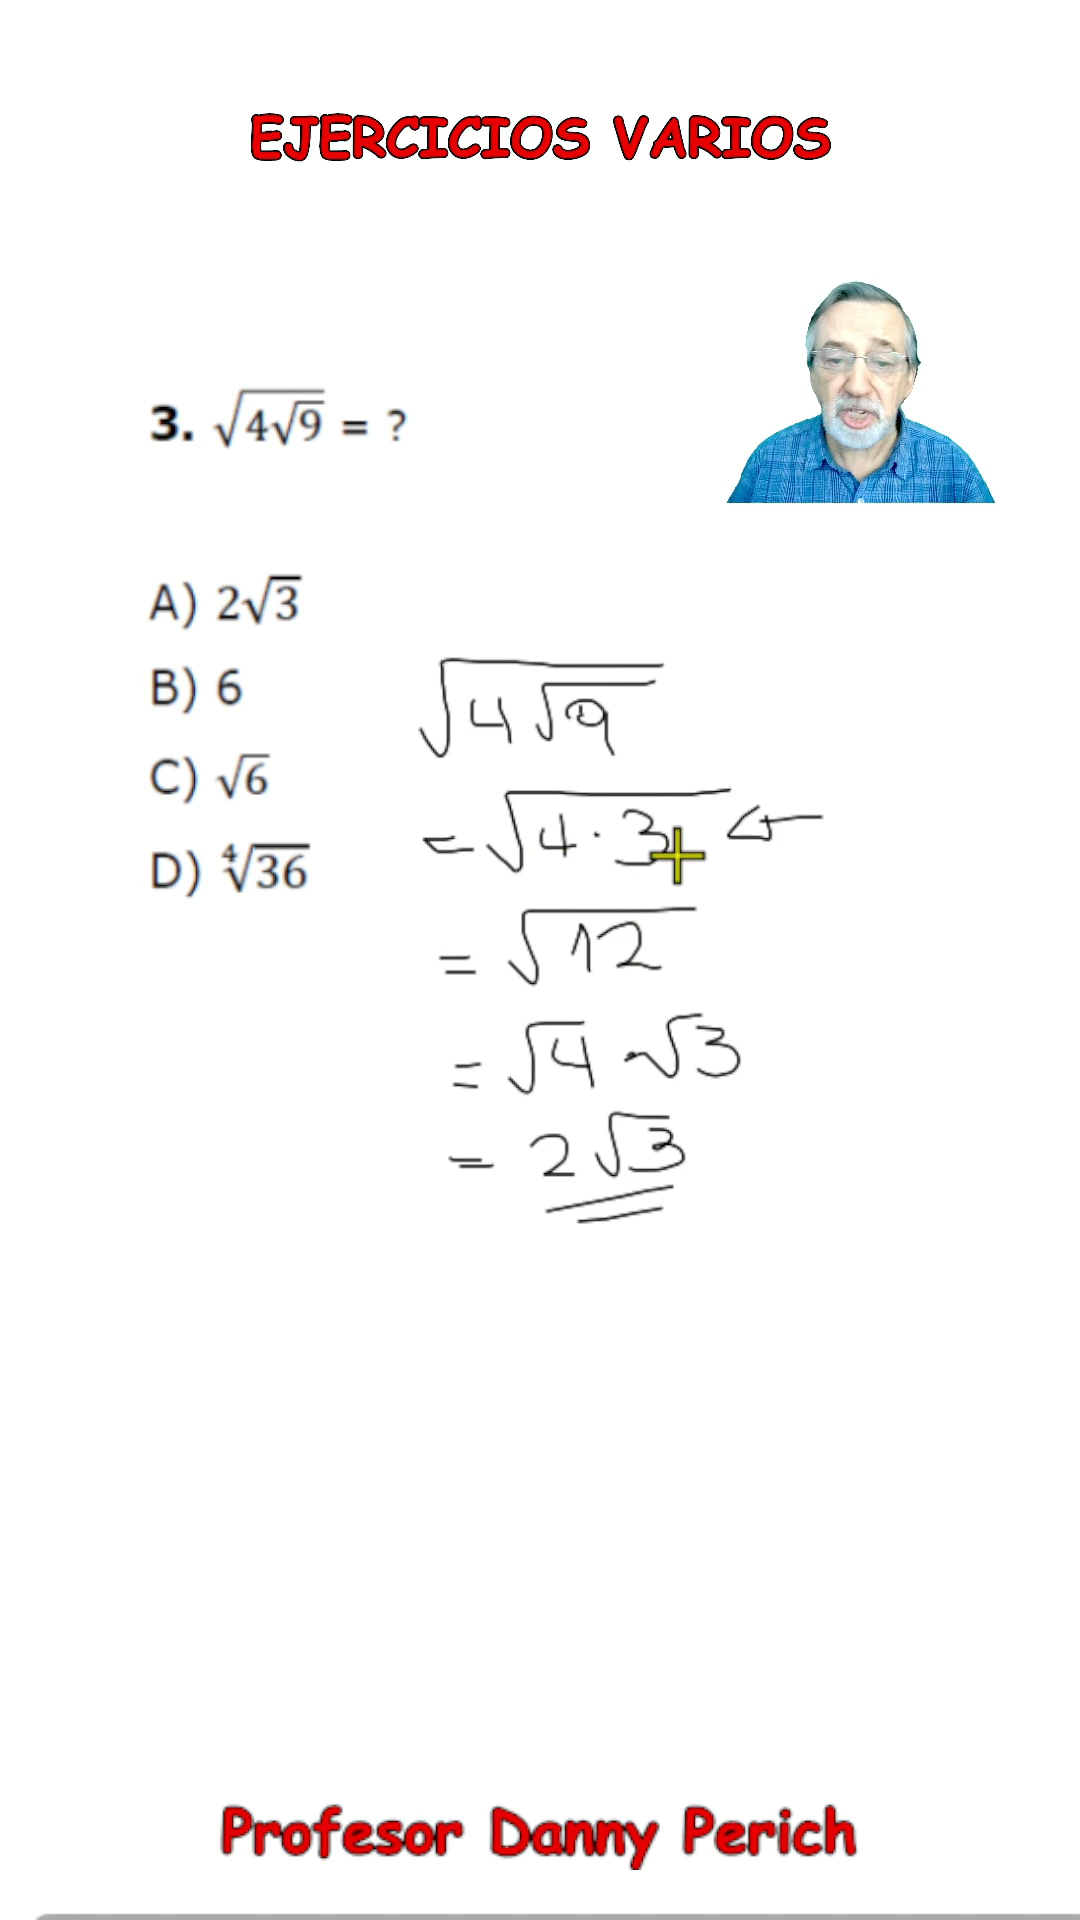 EJERCICIOS VARIOS
3. √(4√9) = ?
A) 2√3
B) 6
C) √6
D) ∜36
√(4√9)
= √(4·3) ←
= √12
= √4 · √3
= 2√3
Profesor Danny Perich